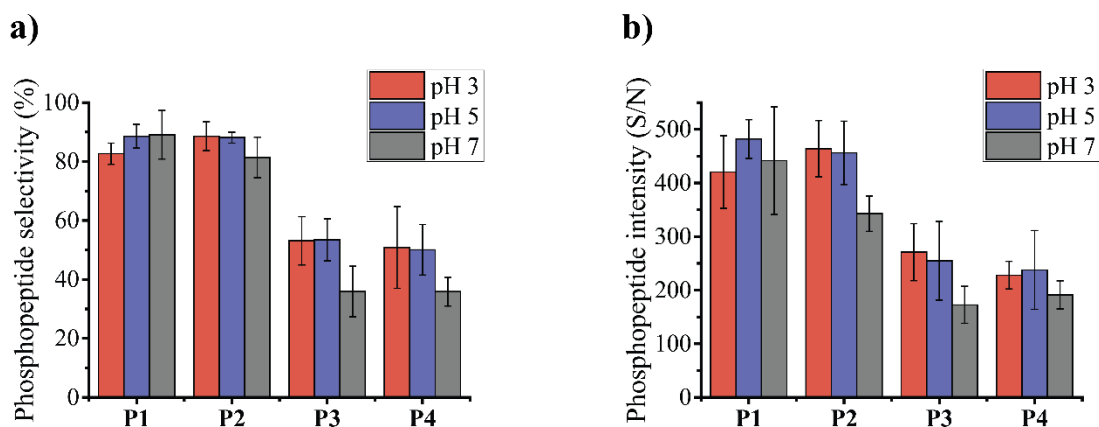 a)
Phosphopeptide selectivity (%)
100
80
60
40
20
0
pH 3
pH 5
pH 7
P1 P2 P3 P4
b)
Phosphopeptide intensity (S/N)
500
400
300
200
100
0
pH 3
pH 5
pH 7
P1 P2 P3 P4